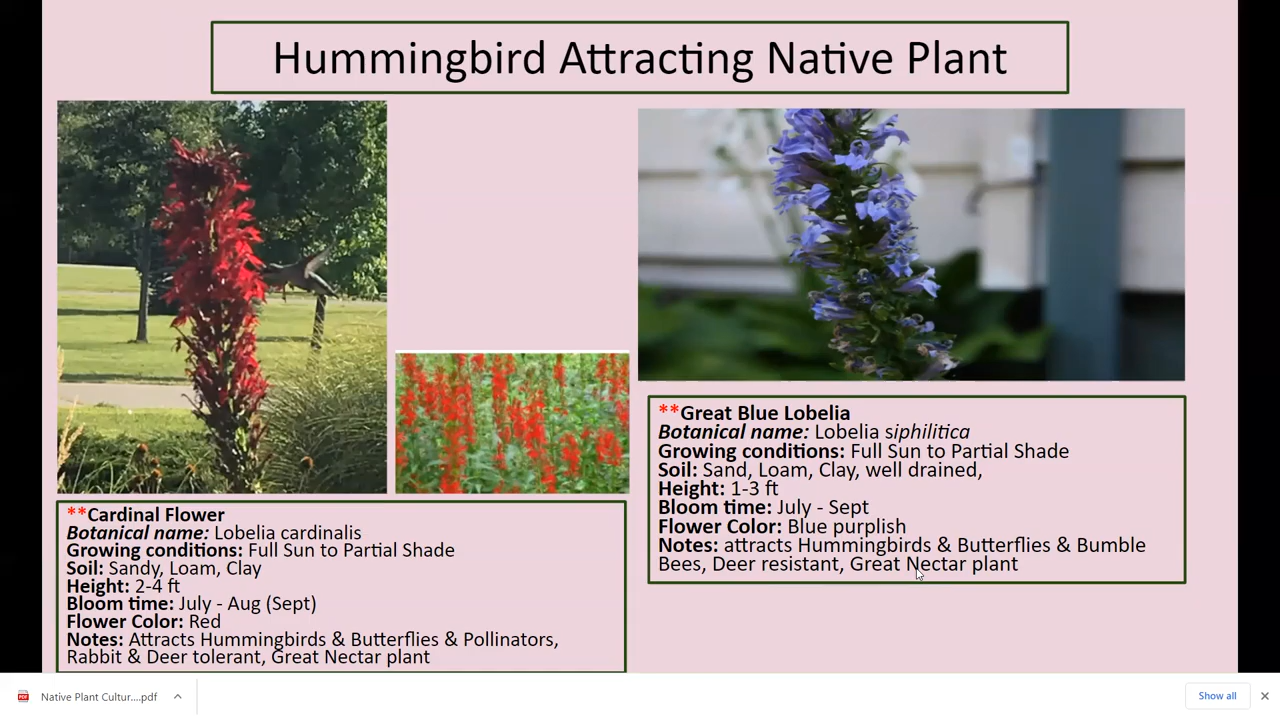 Hummingbird Attracting Native Plant
**Cardinal Flower
Botanical name: Lobelia cardinalis
Growing conditions: Full Sun to Partial Shade
Soil: Sandy, Loam, Clay
Height: 2-4 ft
Bloom time: July - Aug (Sept)
Flower Color: Red
Notes: Attracts Hummingbirds & Butterflies & Pollinators,
Rabbit & Deer tolerant, Great Nectar plant
**Great Blue Lobelia
Botanical name: Lobelia siphilitica
Growing conditions: Full Sun to Partial Shade
Soil: Sand, Loam, Clay, well drained,
Height: 1-3 ft
Bloom time: July - Sept
Flower Color: Blue purplish
Notes: attracts Hummingbirds & Butterflies & Bumble
Bees, Deer resistant, Great Nectar plant
Native Plant Cultur....pdf
Show all